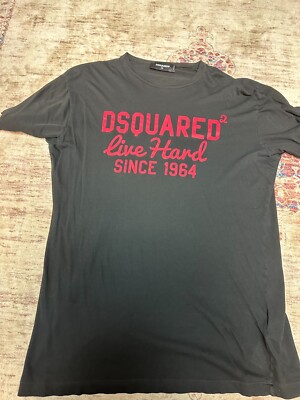 DSQUARED²
Live Hard
SINCE 1964